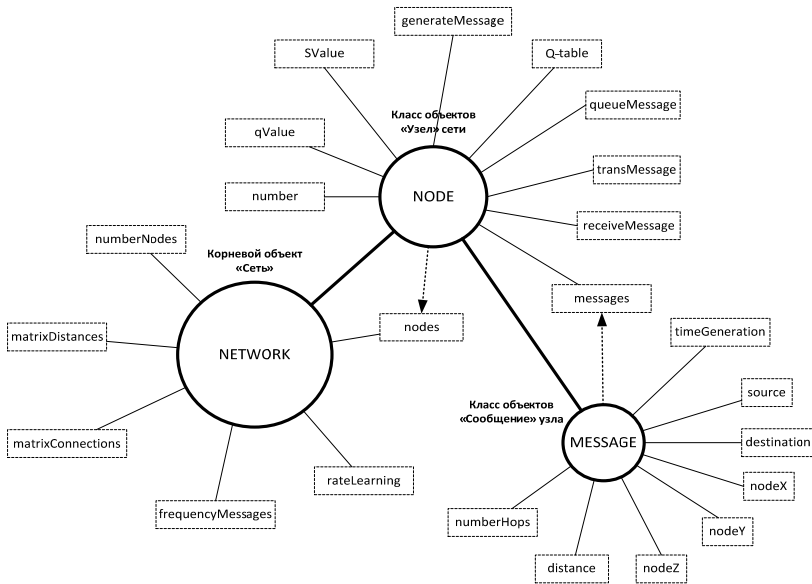 generateMessage
SValue
Q-table
Класс объектов
«Узел» сети
queueMessage
qValue
transMessage
number
NODE
receiveMessage
numberNodes
Корневой объект
«Сеть»
messages
nodes
timeGeneration
matrixDistances
NETWORK
source
Класс объектов
«Сообщение» узла
matrixConnections
MESSAGE
destination
rateLearning
nodeX
frequencyMessages
numberHops
nodeY
distance
nodeZ